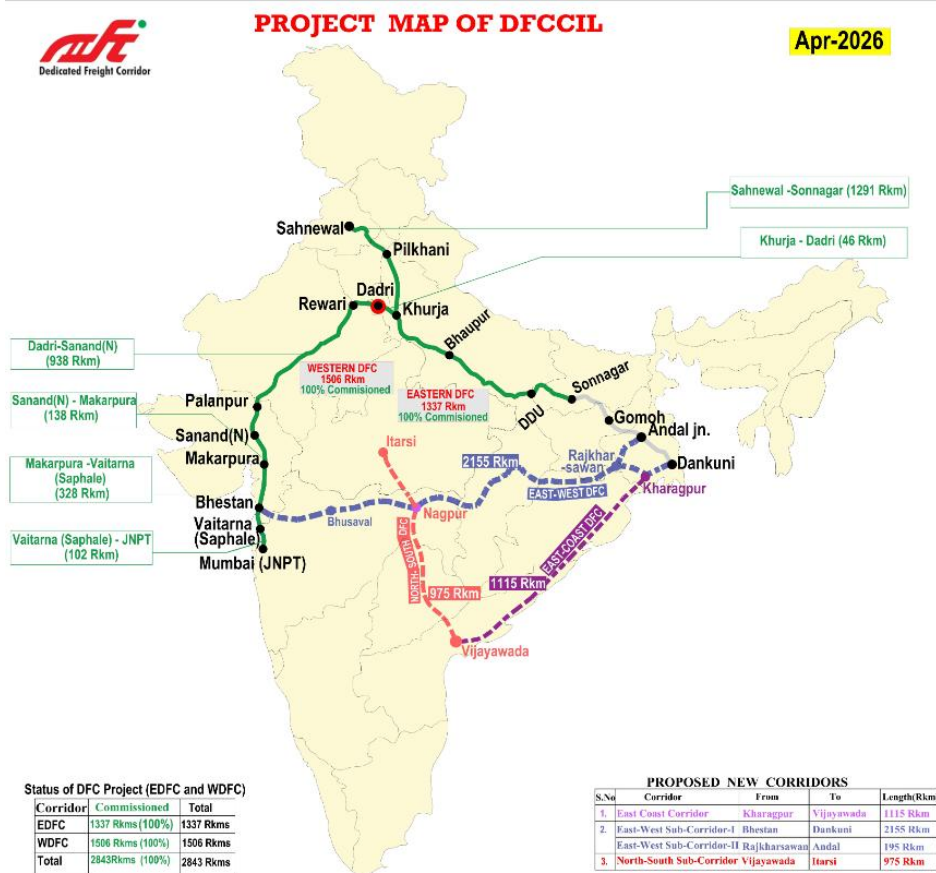 PROJECT MAP OF DFCCIL
Dedicated Freight Corridor
Apr-2026
Sahnewal -Sonnagar (1291 Rkm)
Khurja - Dadri (46 Rkm)
Sahnewal
Pilkhani
Dadri
Rewari
Khurja
Bhaupur
Dadri-Sanand(N)
(938 Rkm)
WESTERN DFC
1506 Rkm
100% Commisioned
EASTERN DFC
1337 Rkm
100% Commisioned
Sonnagar
DDU
Sanand(N) - Makarpura
(138 Rkm)
Palanpur
Gomoh
Andal jn.
Sanand(N)
Itarsi
Makarpura -Vaitarna
(Saphale)
(328 Rkm)
Makarpura
2155 Rkm
Rajkhar
-sawan
Dankuni
EAST-WEST DFC
Kharagpur
Bhestan
Bhusaval
Nagpur
Vaitarna
(Saphale)
Vaitarna (Saphale) - JNPT
(102 Rkm)
Mumbai (JNPT)
NORTH- SOUTH DFC
EAST-COAST DFC
975 Rkm
1115 Rkm
Vijayawada
Status of DFC Project (EDFC and WDFC)
Corridor Commissioned Total
EDFC 1337 Rkms (100%) 1337 Rkms
WDFC 1506 Rkms (100%) 1506 Rkms
Total 2843Rkms (100%) 2843 Rkms
PROPOSED NEW CORRIDORS
S.No Corridor From To Length(Rkm
1. East Coast Corridor Kharagpur Vijayawada 1115 Rkm
2. East-West Sub-Corridor-I Bhestan Dankuni 2155 Rkm
East-West Sub-Corridor-II Rajkharsawan Andal 195 Rkm
3. North-South Sub-Corridor Vijayawada Itarsi 975 Rkm